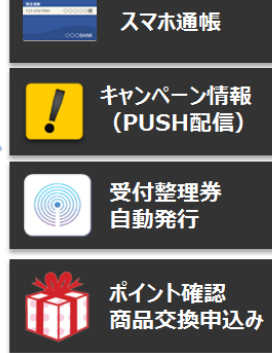 スマホ通帳
○○○BANK
キャンペーン情報
（PUSH配信）
受付整理券
自動発行
ポイント確認
商品交換申込み